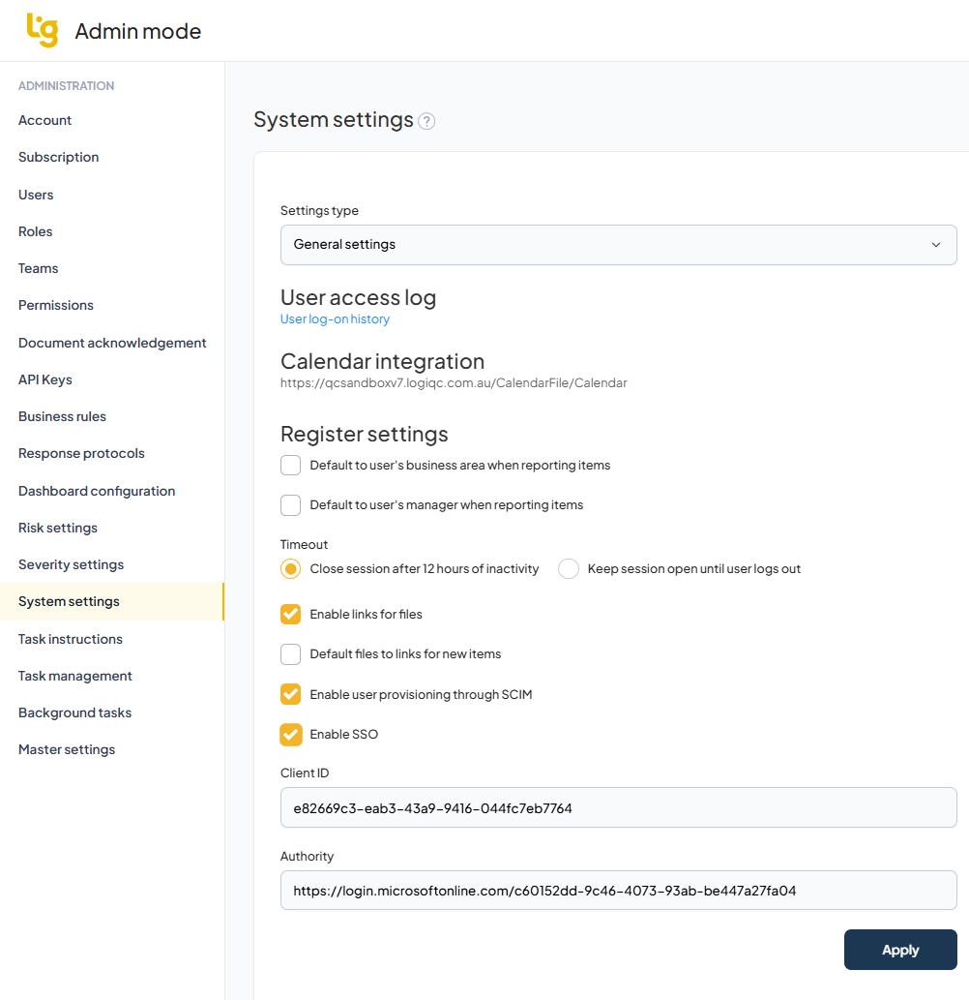 lg Admin mode
ADMINISTRATION
Account
Subscription
Users
Roles
Teams
Permissions
Document acknowledgement
API Keys
Business rules
Response protocols
Dashboard configuration
Risk settings
Severity settings
System settings
Task instructions
Task management
Background tasks
Master settings
System settings ?
Settings type
General settings
User access log
User log-on history
Calendar integration
https://qcsandboxv7.logiqc.com.au/CalendarFile/Calendar
Register settings
Default to user's business area when reporting items
Default to user's manager when reporting items
Timeout
Close session after 12 hours of inactivity Keep session open until user logs out
Enable links for files
Default files to links for new items
Enable user provisioning through SCIM
Enable SSO
Client ID
e82669c3-eab3-43a9-9416-044fc7eb7764
Authority
https://login.microsoftonline.com/c60152dd-9c46-4073-93ab-be447a27fa04
Apply